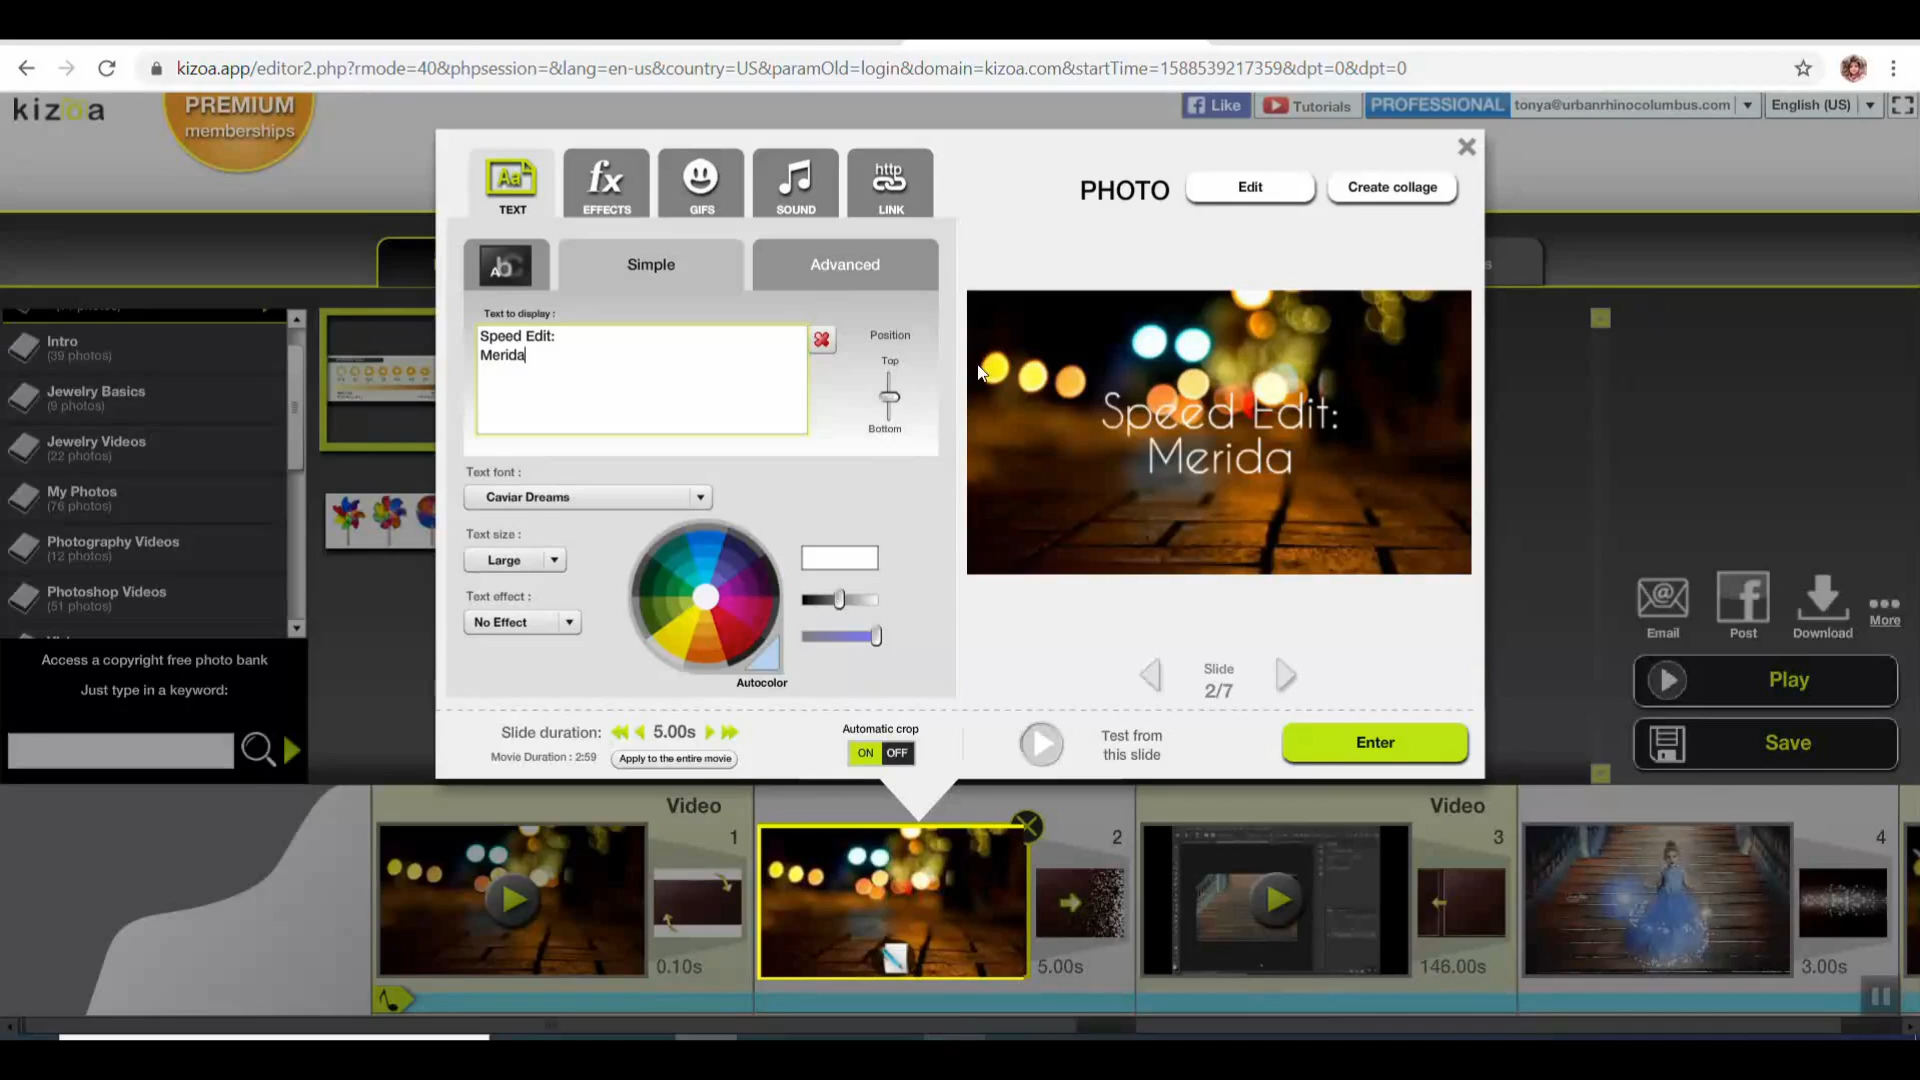 kizoa.app/editor2.php?rmode=40&phpsession=&lang=en-us&country=US&paramOld=login&domain=kizoa.com&startTime=1588539217359&dpt=0&dpt=0
kizoa
PREMIUM
memberships
Like
Tutorials
PROFESSIONAL
tonya@urbanrhinocolumbus.com
English (US)
Aa
TEXT
fx
EFFECTS
GIFS
SOUND
http
LINK
PHOTO
Edit
Create collage
Abc
Simple
Advanced
Text to display :
Speed Edit:
Merida
Position
Top
Bottom
Text font :
Caviar Dreams
Text size :
Large
Text effect :
No Effect
Autocolor
Speed Edit:
Merida
Slide
2/7
Slide duration:
5.00s
Movie Duration : 2:59
Apply to the entire movie
Automatic crop
ON
OFF
Test from
this slide
Enter
Intro
(39 photos)
Jewelry Basics
(9 photos)
Jewelry Videos
(22 photos)
My Photos
(76 photos)
Photography Videos
(12 photos)
Photoshop Videos
(51 photos)
Access a copyright free photo bank
Just type in a keyword:
Email
Post
Download
More
Play
Save
Video
1
0.10s
2
5.00s
Video
3
146.00s
4
3.00s